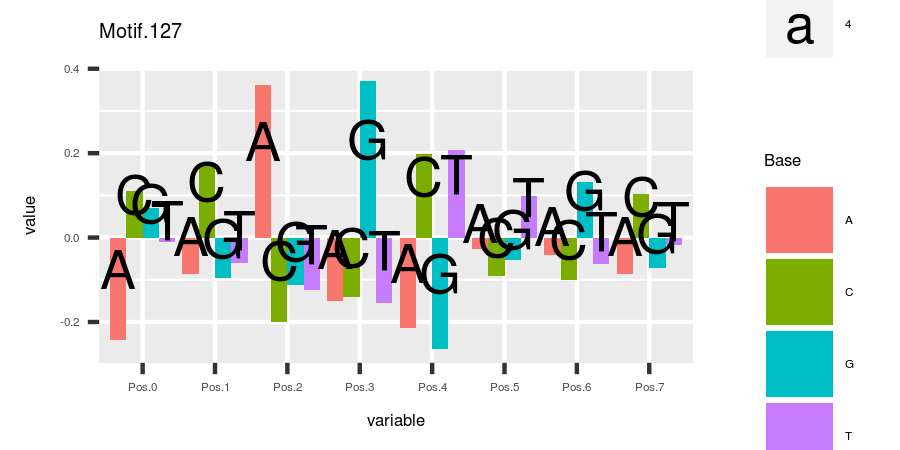 Motif.127
a 4
value
0.4
0.2
0.0
-0.2
A C G T A C G T A C G T A C G T A C G T A C G T A C G T A C G T
Pos.0 Pos.1 Pos.2 Pos.3 Pos.4 Pos.5 Pos.6 Pos.7
variable
Base
A
C
G
T